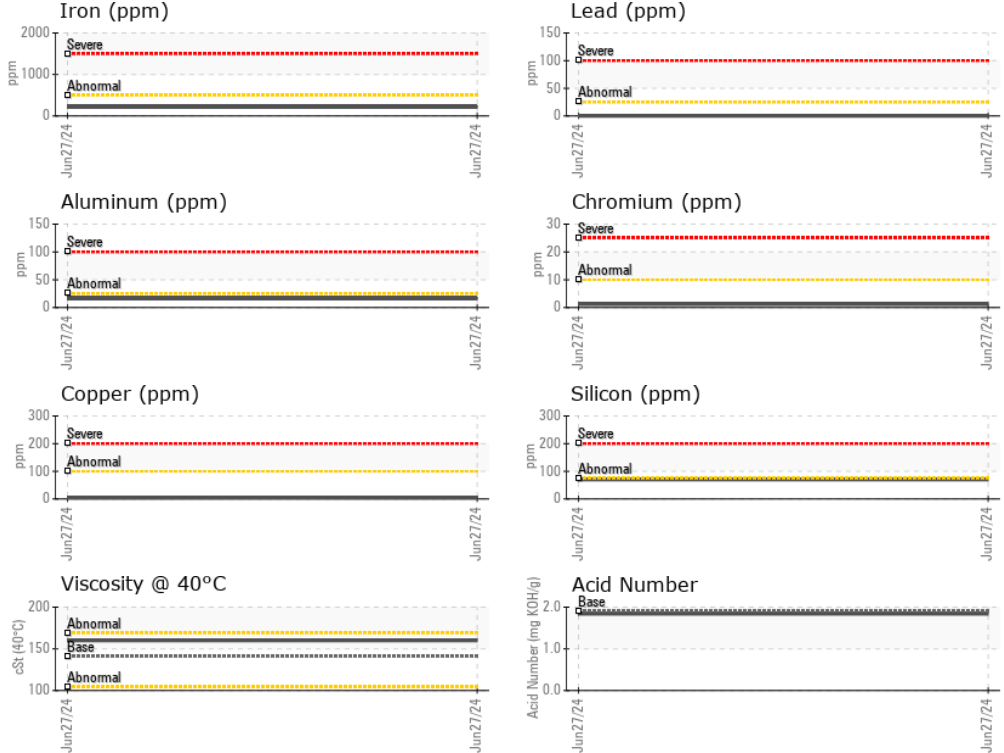 Iron (ppm)
2000
1000
0
ppm
Severe
Abnormal
Jun27/24
Jun27/24
Lead (ppm)
150
100
50
0
ppm
Severe
Abnormal
Jun27/24
Jun27/24
Aluminum (ppm)
150
100
50
0
ppm
Severe
Abnormal
Jun27/24
Jun27/24
Chromium (ppm)
30
20
10
0
ppm
Severe
Abnormal
Jun27/24
Jun27/24
Copper (ppm)
300
200
100
0
ppm
Severe
Abnormal
Jun27/24
Jun27/24
Silicon (ppm)
300
200
100
0
ppm
Severe
Abnormal
Jun27/24
Jun27/24
Viscosity @ 40°C
200
150
100
cSt (40°C)
Abnormal
Base
Abnormal
Jun27/24
Jun27/24
Acid Number
2.0
1.0
0.0
Acid Number (mg KOH/g)
Base
Jun27/24
Jun27/24